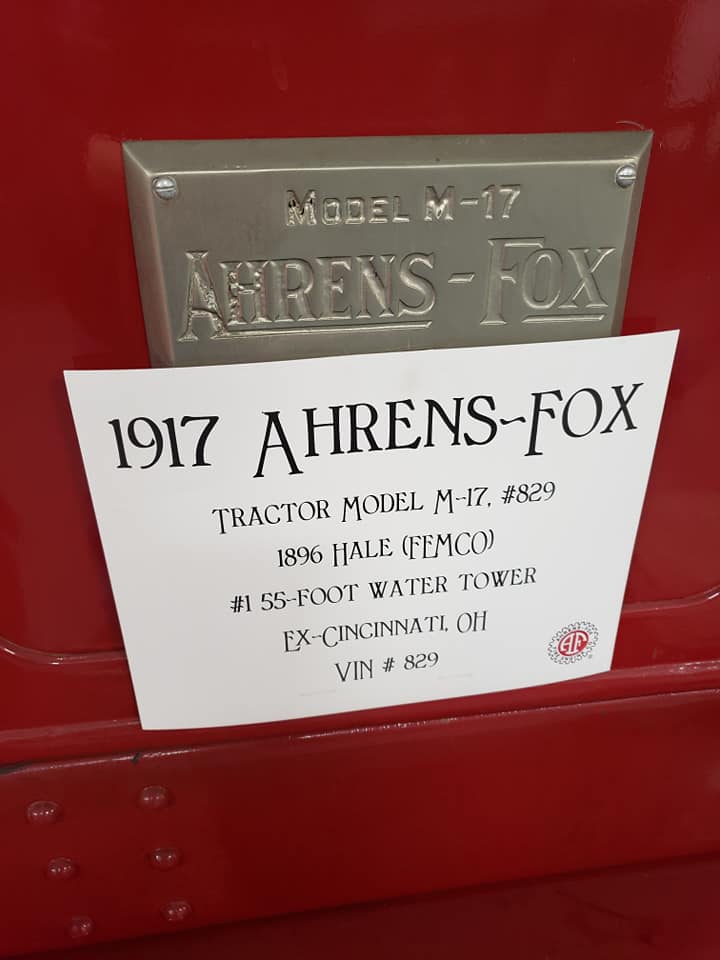 MODEL M-17
AHRENS-FOX
1917 AHRENS-FOX
TRACTOR MODEL M-17, #829
1896 HALE (FEMCO)
#1 55-FOOT WATER TOWER
EX-CINCINNATI, OH
VIN # 829
AF